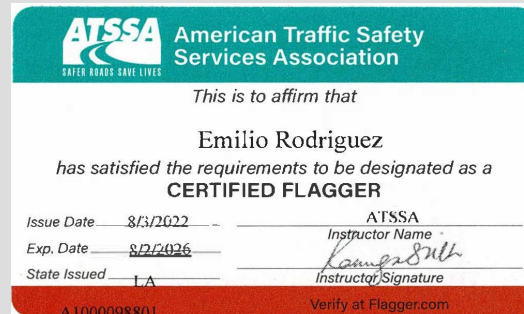 ATSSA
SAFER ROADS SAVE LIVES
American Traffic Safety
Services Association
This is to affirm that
Emilio Rodriguez
has satisfied the requirements to be designated as a
CERTIFIED FLAGGER
Issue Date 8/3/2022
ATSSA
Instructor Name
Exp. Date 8/2/2026
Instructor Signature
State Issued LA
A1000098801
Verify at Flagger.com